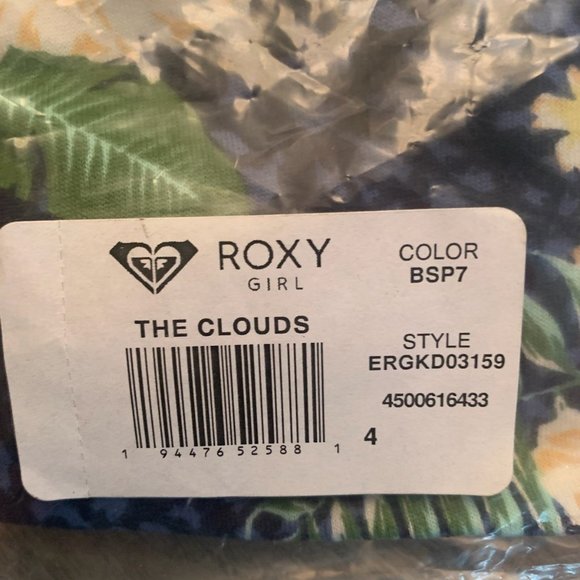 ROXY
GIRL
THE CLOUDS
1 94476 52588 1
COLOR
BSP7
STYLE
ERGKD03159
4500616433
4